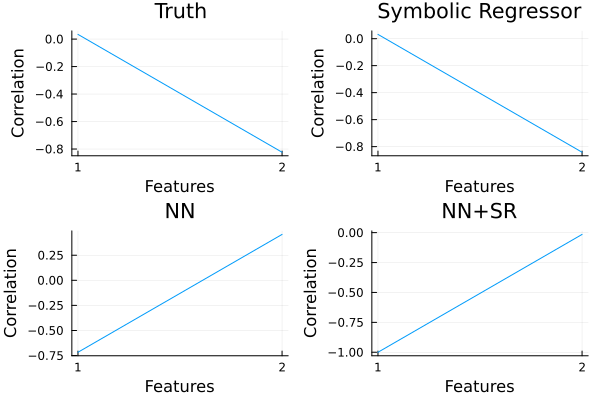 Truth
Correlation
0.0
−0.2
−0.4
−0.6
−0.8
1
2
Features
Symbolic Regressor
Correlation
0.0
−0.2
−0.4
−0.6
−0.8
1
2
Features
NN
Correlation
0.25
0.00
−0.25
−0.50
−0.75
1
2
Features
NN+SR
Correlation
0.00
−0.25
−0.50
−0.75
−1.00
1
2
Features